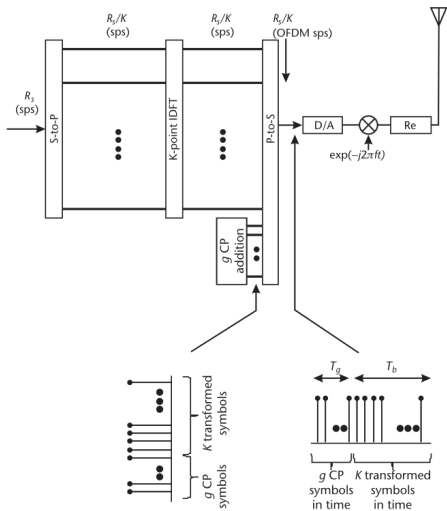 R_s/K
(sps)
R_s/K
(sps)
R_s/K
(OFDM sps)
R_s
(sps)
S-to-P
K-point IDFT
P-to-S
D/A
Re
exp(−j2πft)
g CP
addition
T_g
T_b
K transformed
symbols
g CP
symbols
g CP
symbols
in time
K transformed
symbols
in time